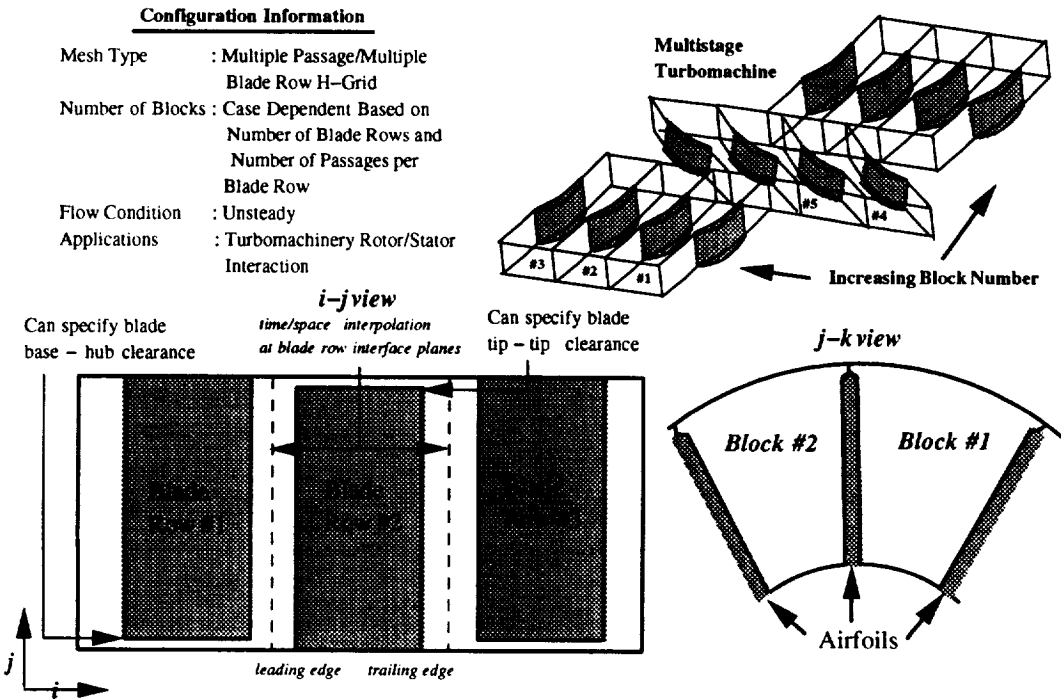 Configuration Information
Mesh Type : Multiple Passage/Multiple
Blade Row H-Grid
Number of Blocks : Case Dependent Based on
Number of Blade Rows and
Number of Passages per
Blade Row
Flow Condition : Unsteady
Applications : Turbomachinery Rotor/Stator
Interaction
Multistage
Turbomachine
#5
#4
#3
#2
#1
Increasing Block Number
i-j view
time/space interpolation
at blade row interface planes
Can specify blade
base - hub clearance
Can specify blade
tip - tip clearance
Blade
Row #1
Blade
Row #2
leading edge
trailing edge
j
i
j-k view
Block #2
Block #1
Airfoils